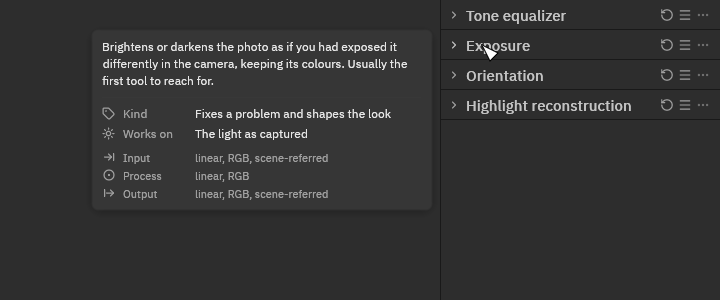 Tone equalizer
Exposure
Orientation
Highlight reconstruction
Brightens or darkens the photo as if you had exposed it
differently in the camera, keeping its colours. Usually the
first tool to reach for.
Kind Fixes a problem and shapes the look
Works on The light as captured
Input linear, RGB, scene-referred
Process linear, RGB
Output linear, RGB, scene-referred